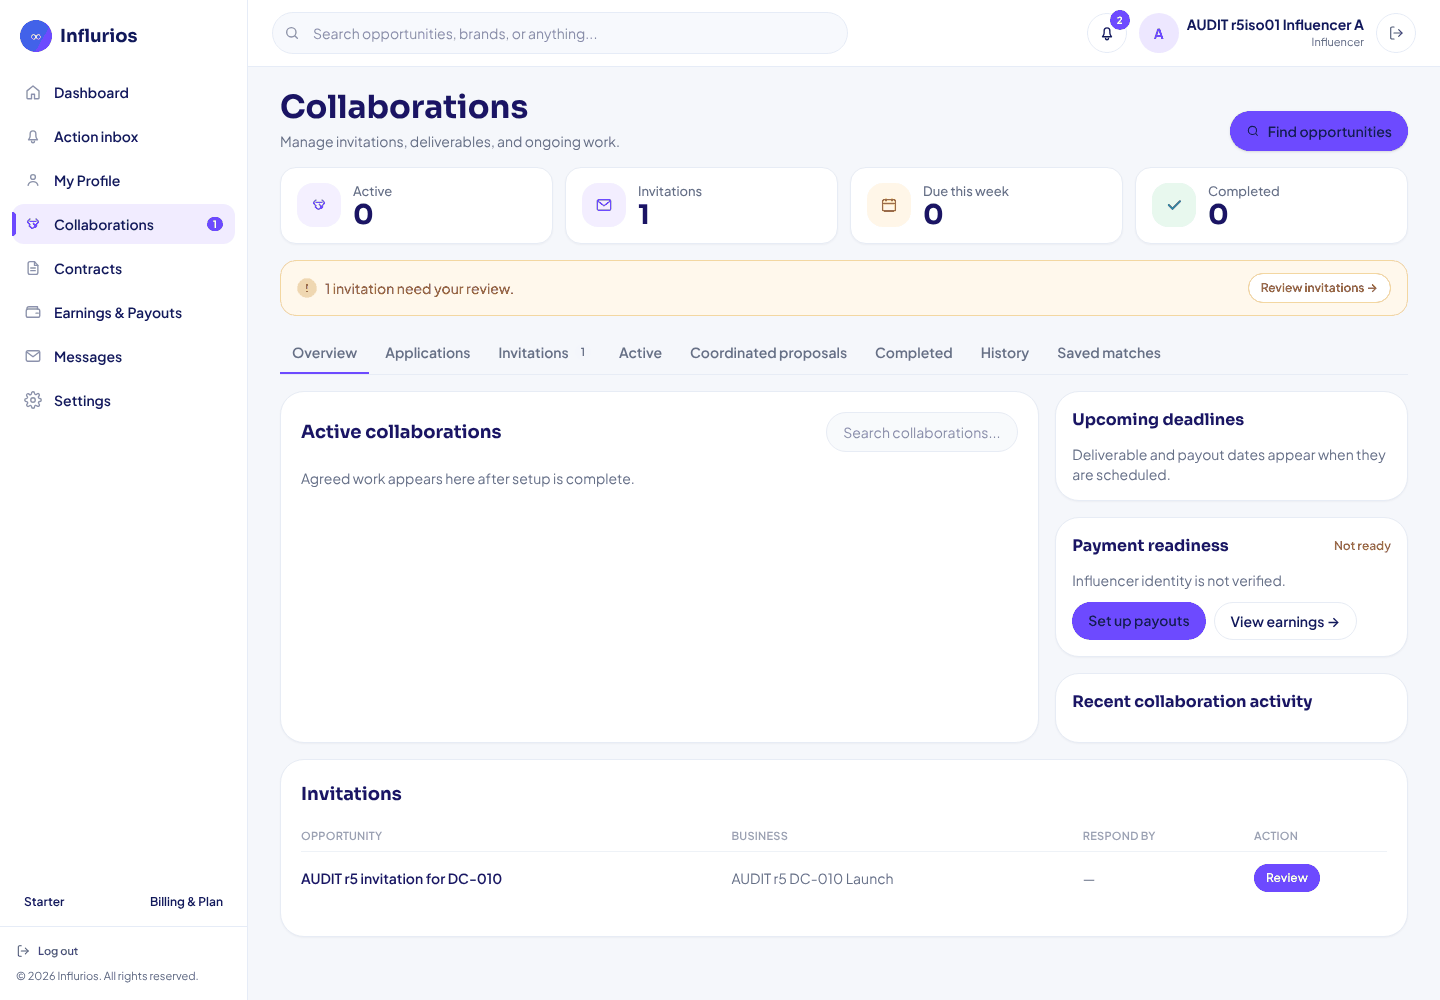 Influrios
Search opportunities, brands, or anything...
2
A
AUDIT r5iso01 Influencer A
Influencer
Dashboard
Action inbox
My Profile
Collaborations 1
Contracts
Earnings & Payouts
Messages
Settings
Starter
Billing & Plan
Log out
© 2026 Influrios. All rights reserved.
Collaborations
Manage invitations, deliverables, and ongoing work.
Find opportunities
Active
0
Invitations
1
Due this week
0
Completed
0
! 1 invitation need your review.
Review invitations →
Overview
Applications
Invitations 1
Active
Coordinated proposals
Completed
History
Saved matches
Active collaborations
Search collaborations...
Agreed work appears here after setup is complete.
Upcoming deadlines
Deliverable and payout dates appear when they
are scheduled.
Payment readiness
Not ready
Influencer identity is not verified.
Set up payouts
View earnings →
Recent collaboration activity
Invitations
OPPORTUNITY BUSINESS RESPOND BY ACTION
AUDIT r5 invitation for DC-010 AUDIT r5 DC-010 Launch — Review